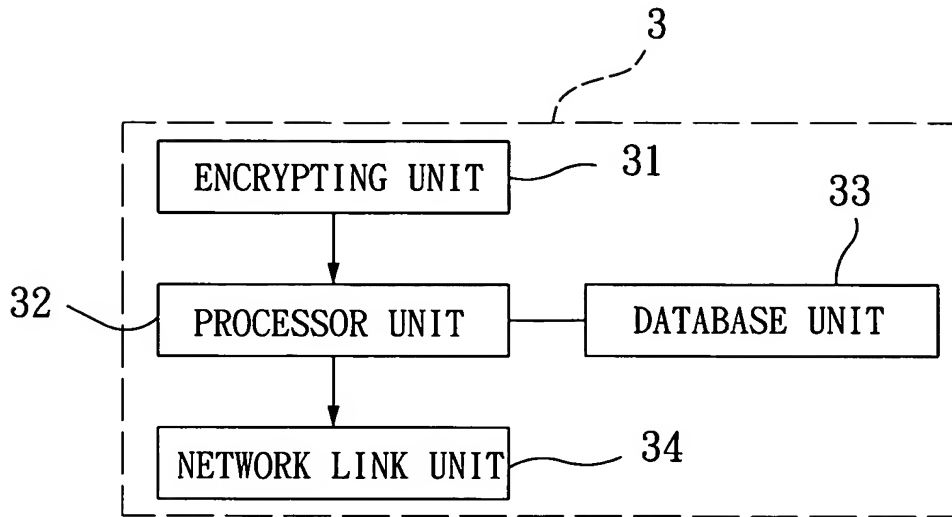 3
ENCRYPTING UNIT
31
33
32
PROCESSOR UNIT
DATABASE UNIT
NETWORK LINK UNIT
34